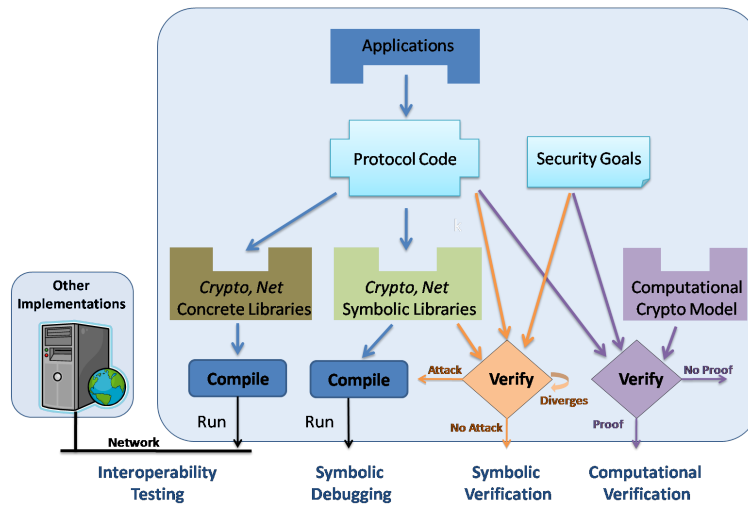 Applications
Protocol Code
Security Goals
Crypto, Net
Concrete Libraries
Crypto, Net
Symbolic Libraries
Computational
Crypto Model
Other
Implementations
Compile
Compile
Attack
Verify
Diverges
Verify
No Proof
Run
Run
No Attack
Proof
Network
Interoperability
Testing
Symbolic
Debugging
Symbolic
Verification
Computational
Verification